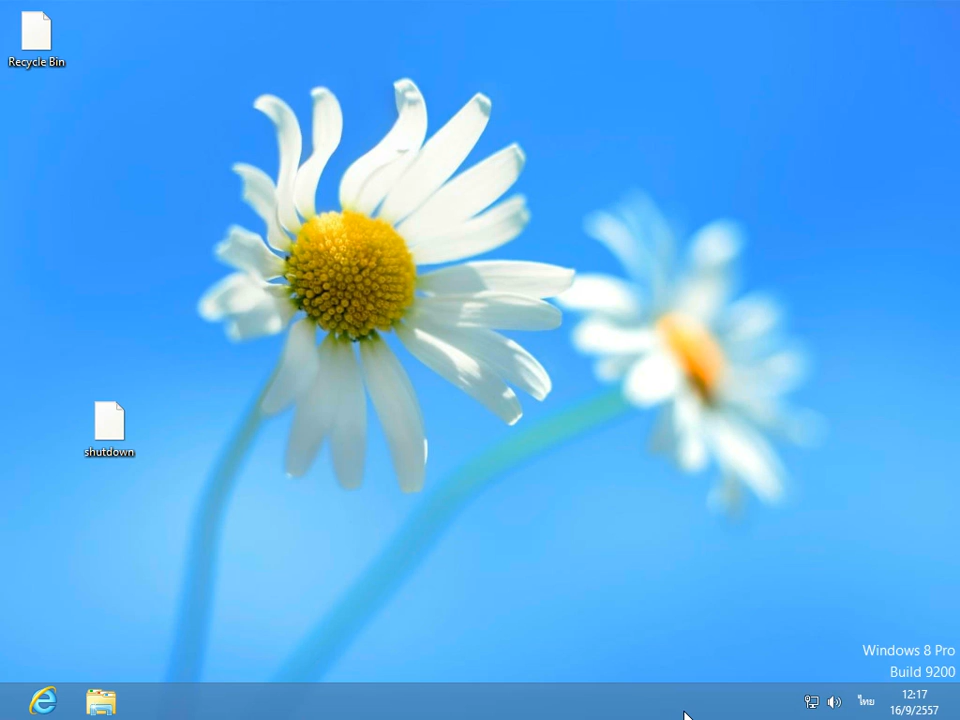 Recycle Bin
shutdown
Windows 8 Pro
Build 9200
ไทย
12:17
16/9/2557